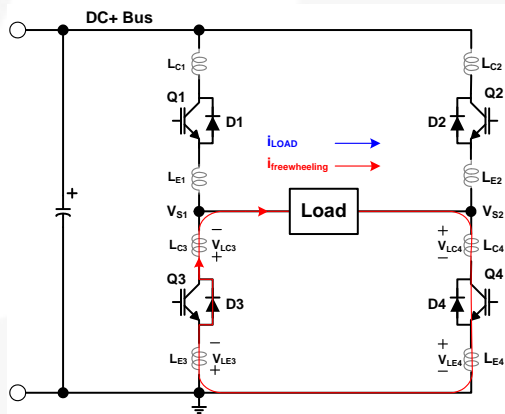 DC+ Bus
LC1
LC2
Q1
Q2
D1
D2
iLOAD
ifreewheeling
LE1
LE2
VS1
Load
VS2
LC3
−
VLC3
+
+
VLC4
−
LC4
Q3
Q4
D3
D4
LE3
−
VLE3
+
+
VLE4
−
LE4
+